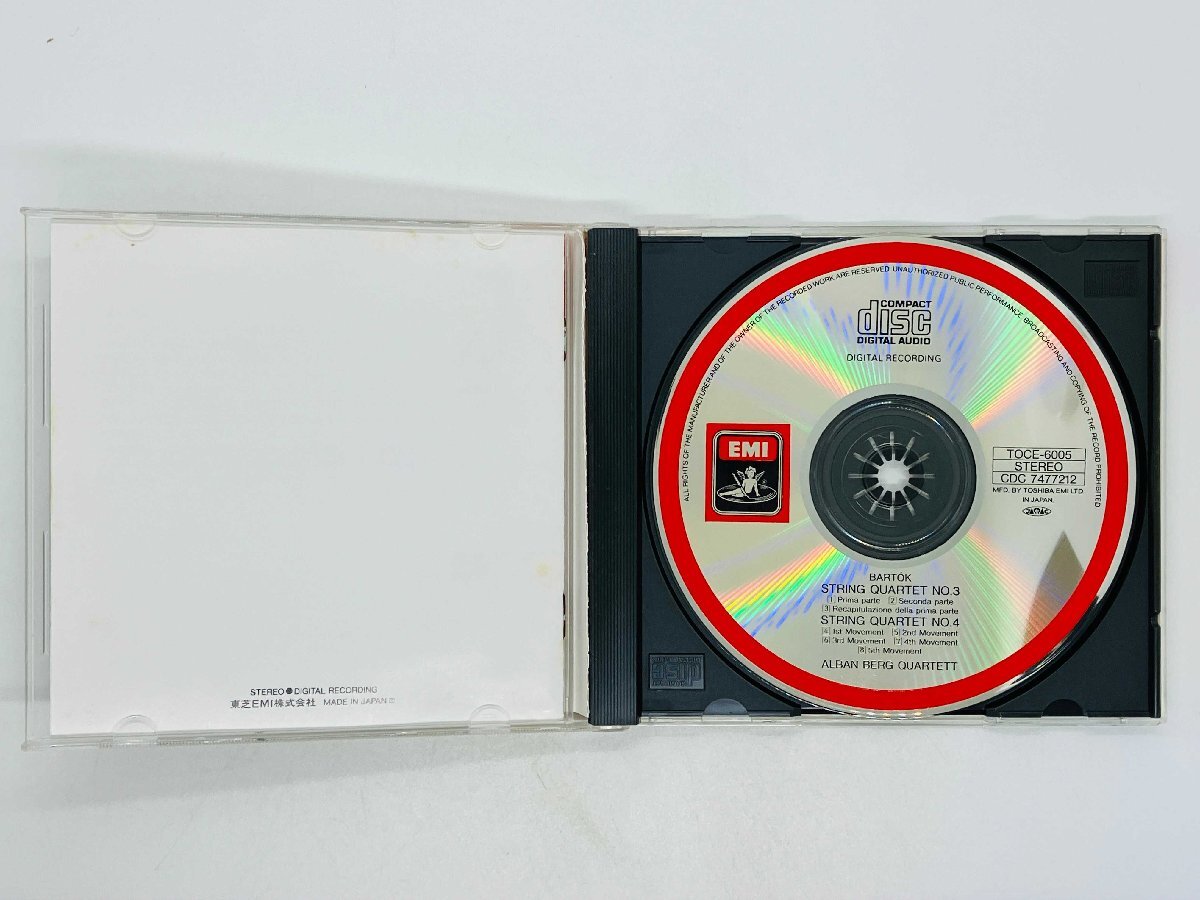 STEREO●DIGITAL RECORDING
東芝EMI株式会社 MADE IN JAPAN
ALL RIGHTS OF THE MANUFACTURER AND OF THE OWNER OF THE RECORDED WORK ARE RESERVED. UNAUTHORIZED PUBLIC PERFORMANCE BROADCASTING AND COPYING OF THE RECORD PROHIBITED
COMPACT
disc
DIGITAL AUDIO
DIGITAL RECORDING
EMI
TOCE-6005
STEREO
CDC 7477212
MFD. BY TOSHIBA EMI LTD.
IN JAPAN.
BARTÓK
STRING QUARTET NO.3
[1] Prima parte [2] Seconda parte
[3] Recapitulazione della prima parte
STRING QUARTET NO.4
[4] 1st Movement [5] 2nd Movement
[6] 3rd Movement [7] 4th Movement
[8] 5th Movement
ALBAN BERG QUARTETT